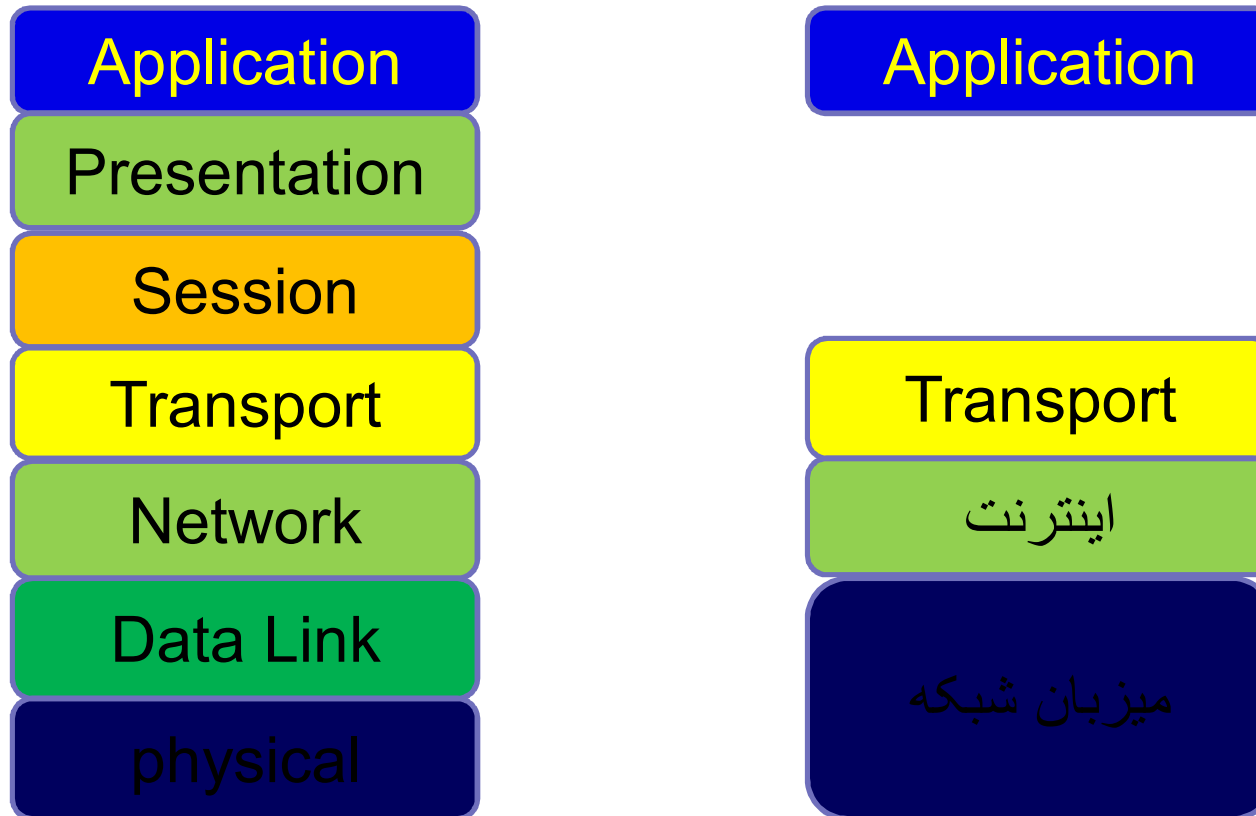 Application
Presentation
Session
Transport
Network
Data Link
physical
Application
Transport
اینترنت
میزبان شبکه